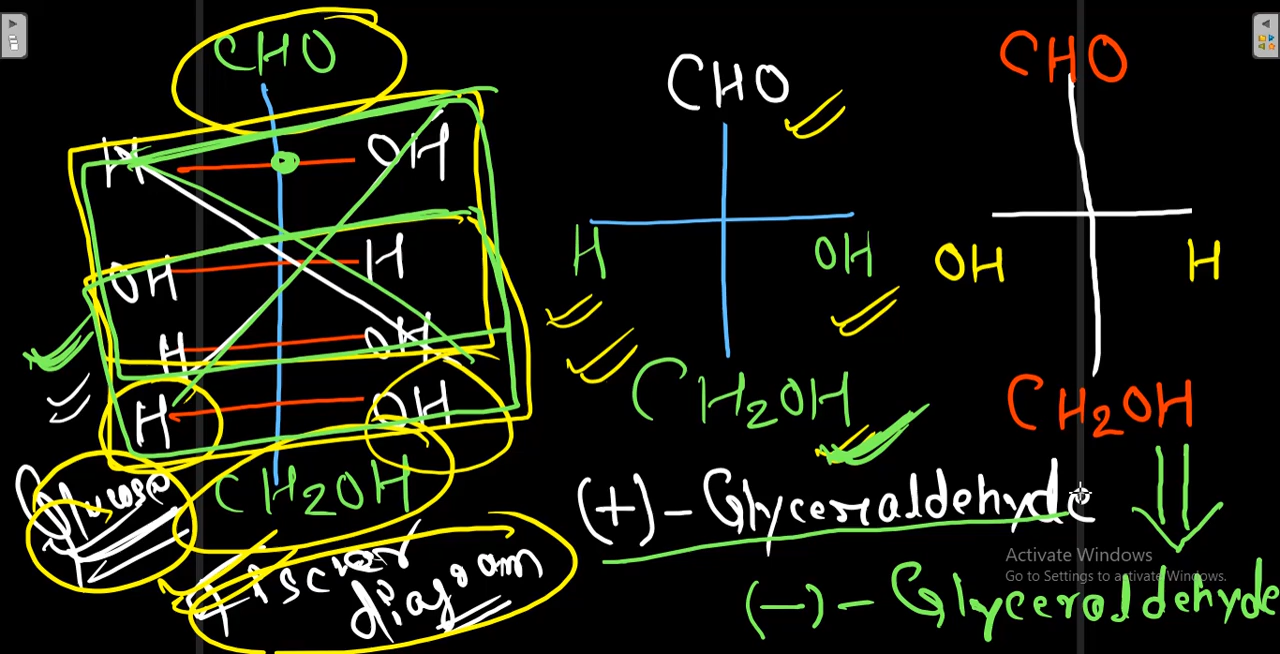 CHO
H OH
OH H
H OH
H OH
CH2OH
Glucose
Fischer
diagram
CHO
H OH
CH2OH
(+)-Glyceraldehyde
CHO
OH H
CH2OH
Activate Windows
Go to Settings to activate Windows.
(-)-Glyceraldehyde